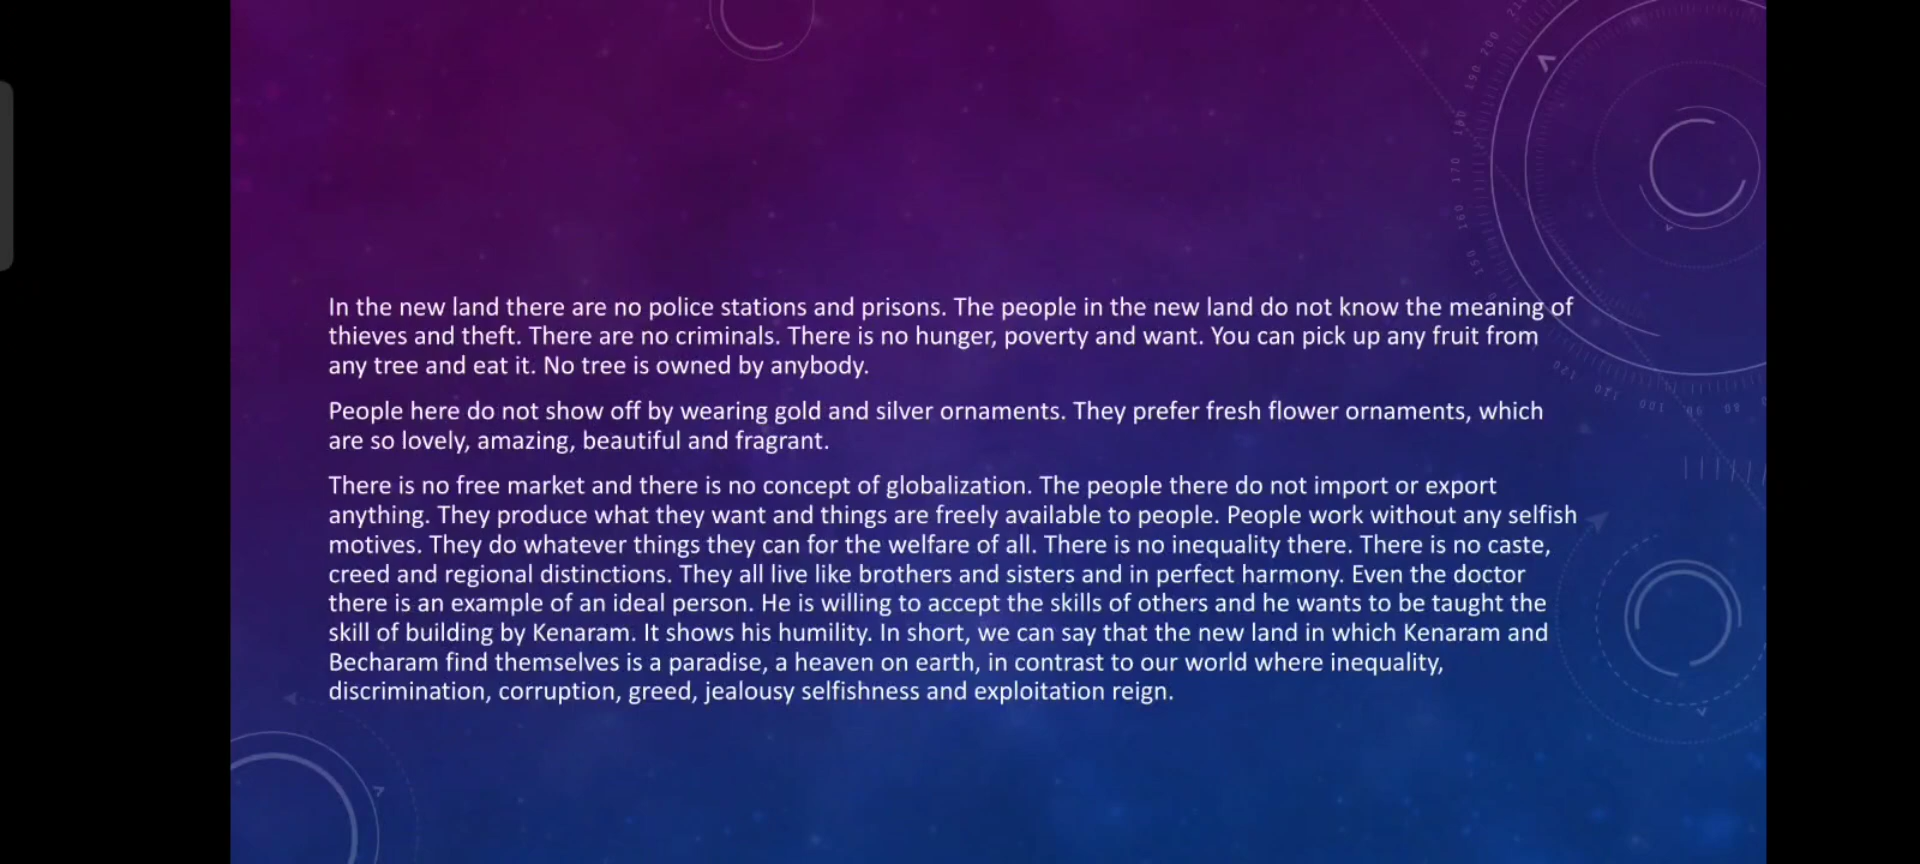 In the new land there are no police stations and prisons. The people in the new land do not know the meaning of
thieves and theft. There are no criminals. There is no hunger, poverty and want. You can pick up any fruit from
any tree and eat it. No tree is owned by anybody.
People here do not show off by wearing gold and silver ornaments. They prefer fresh flower ornaments, which
are so lovely, amazing, beautiful and fragrant.
There is no free market and there is no concept of globalization. The people there do not import or export
anything. They produce what they want and things are freely available to people. People work without any selfish
motives. They do whatever things they can for the welfare of all. There is no inequality there. There is no caste,
creed and regional distinctions. They all live like brothers and sisters and in perfect harmony. Even the doctor
there is an example of an ideal person. He is willing to accept the skills of others and he wants to be taught the
skill of building by Kenaram. It shows his humility. In short, we can say that the new land in which Kenaram and
Becharam find themselves is a paradise, a heaven on earth, in contrast to our world where inequality,
discrimination, corruption, greed, jealousy selfishness and exploitation reign.